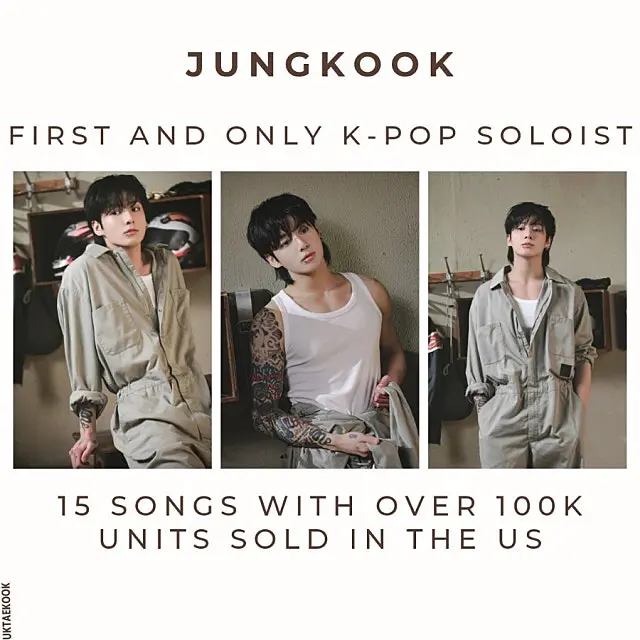 JUNGKOOK
FIRST AND ONLY K-POP SOLOIST
15 SONGS WITH OVER 100K
UNITS SOLD IN THE US
UKTAEKOOK